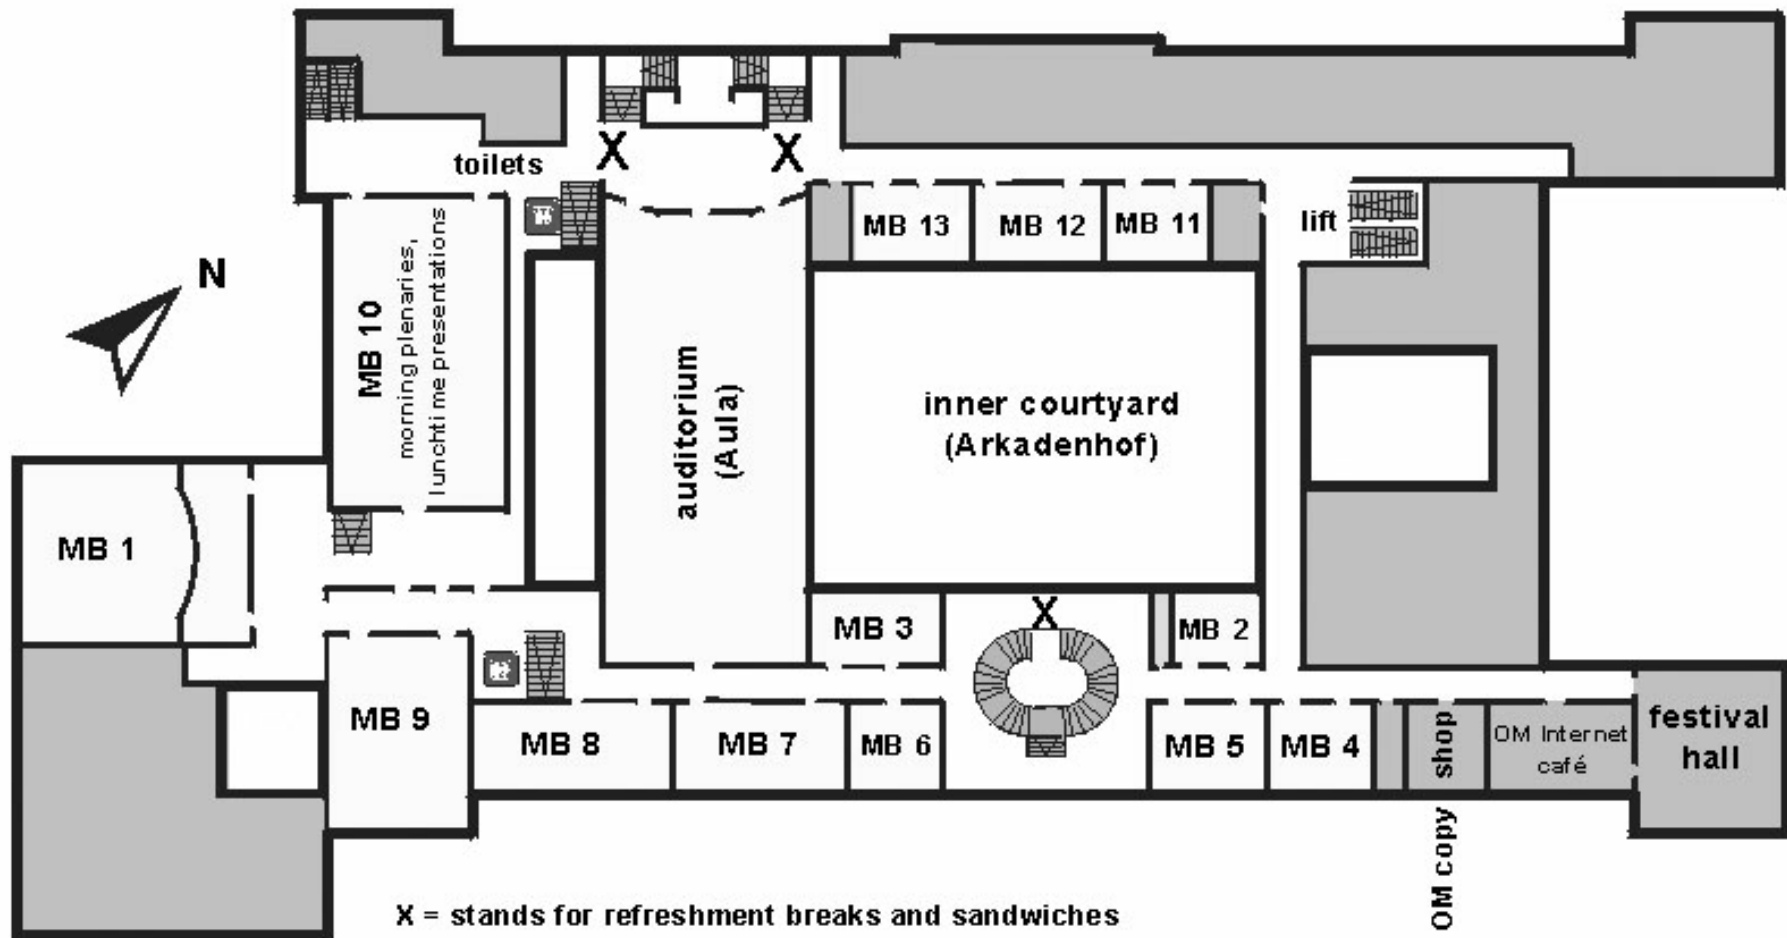 toilets
X
X
MB 13
MB 12
MB 11
lift
N
MB 10
morning plenaries,
lunchtime presentations
auditorium
(Aula)
inner courtyard
(Arkadenhof)
MB 1
MB 3
X
MB 2
MB 9
MB 8
MB 7
MB 6
MB 5
MB 4
OM copy shop
OM Internet
café
festival
hall
X = stands for refreshment breaks and sandwiches